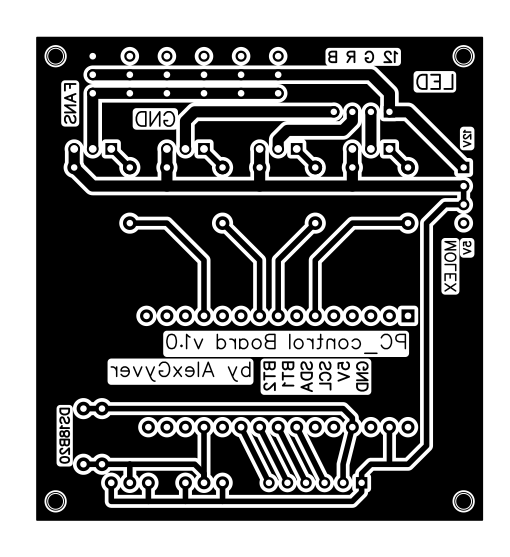 12 G R B
LED
FANS
GND
12V
5V
MOLEX
PC_control Board v1.0
by AlexGyver
GND
5V
SCL
SDA
BT1
BT2
DS18B20